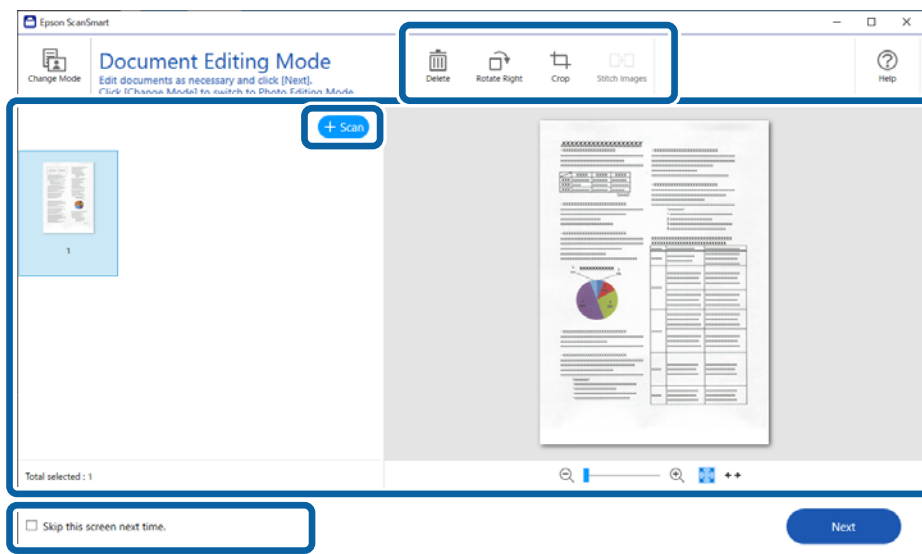 Epson ScanSmart
Change Mode
Document Editing Mode
Edit documents as necessary and click [Next].
Click [Change Mode] to switch to Photo Editing Mode.
Delete
Rotate Right
Crop
Stitch Images
Help
+ Scan
1
Total selected : 1
Skip this screen next time.
Next